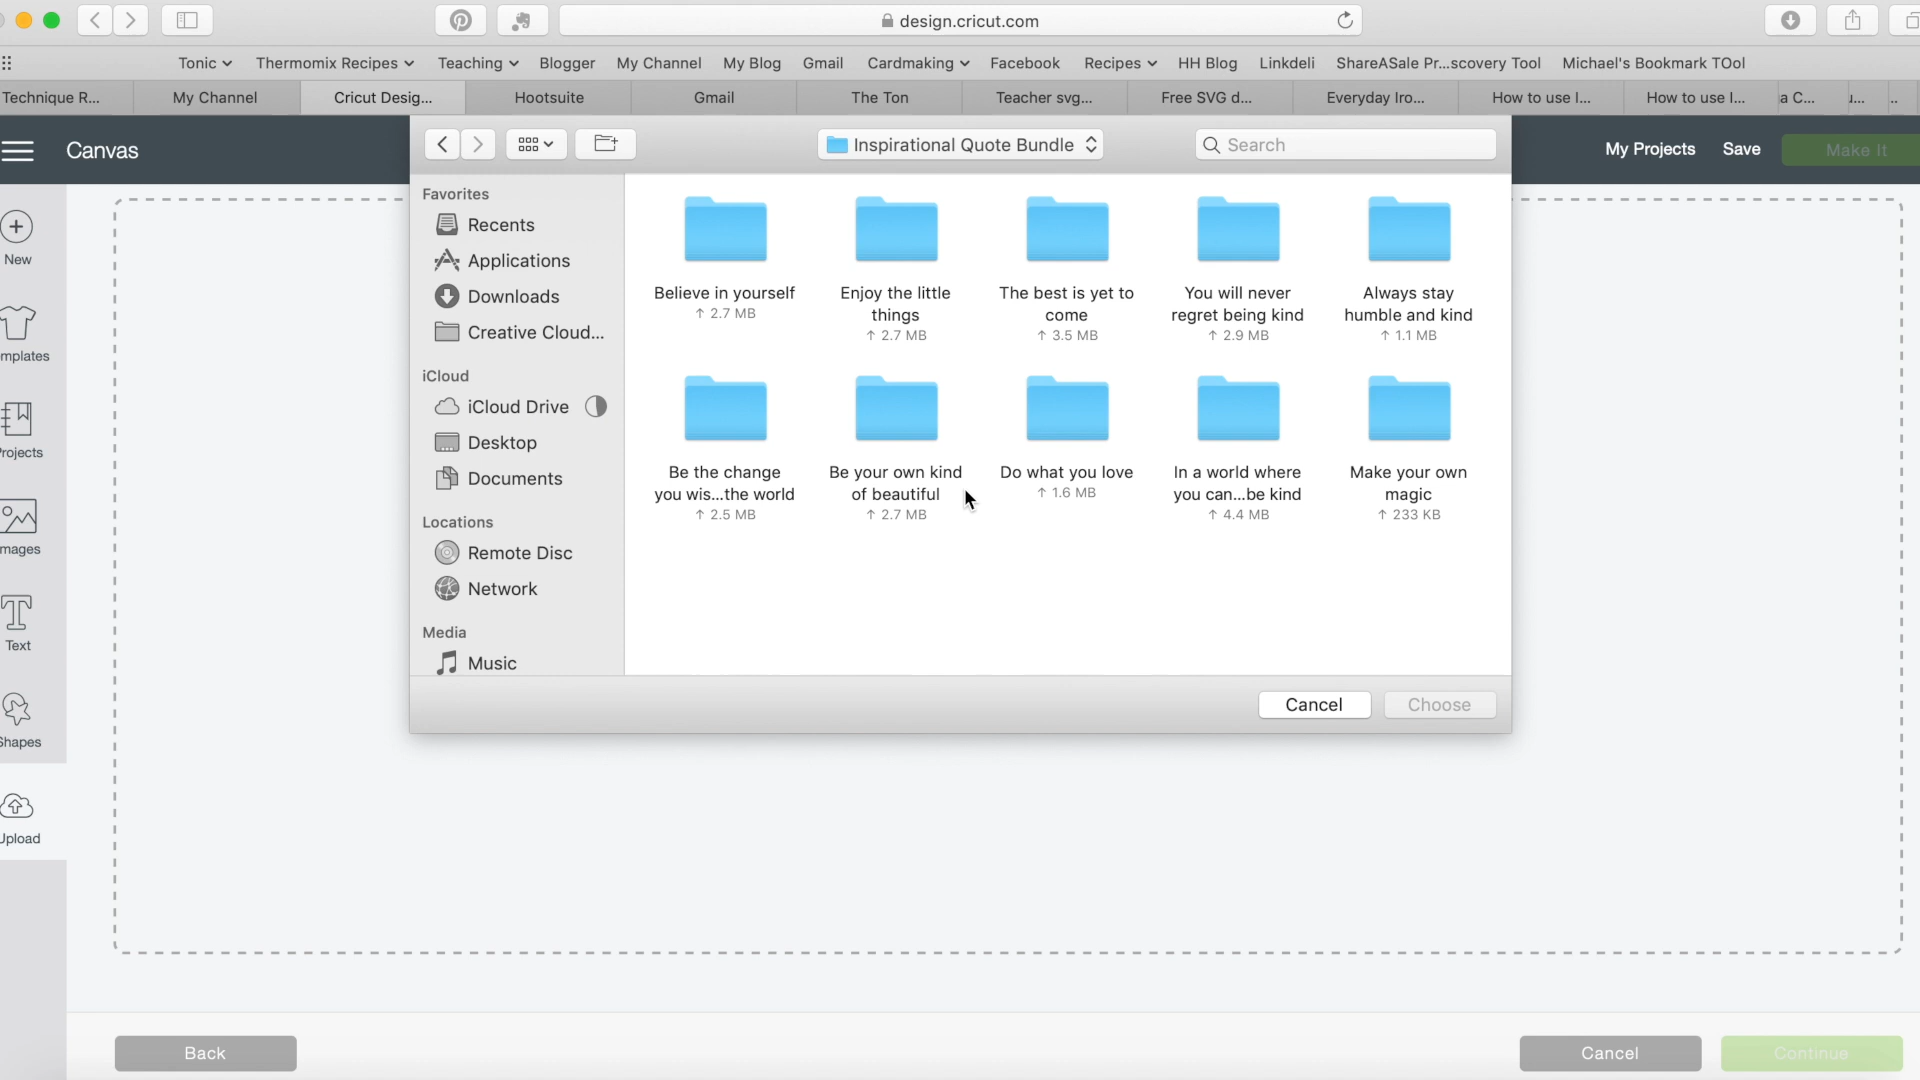 design.cricut.com
Tonic Thermomix Recipes Teaching Blogger My Channel My Blog Gmail Cardmaking Facebook Recipes HH Blog Linkdeli ShareASale Pr...scovery Tool Michael's Bookmark TOol
Technique R... My Channel Cricut Desig... Hootsuite Gmail The Ton Teacher svg... Free SVG d... Everyday Iro... How to use I... How to use I... a C...
Canvas
Inspirational Quote Bundle
Search
My Projects Save Make It
New
mplates
rojects
mages
Text
Shapes
Upload
Favorites
Recents
Applications
Downloads
Creative Cloud...
iCloud
iCloud Drive
Desktop
Documents
Locations
Remote Disc
Network
Media
Music
Believe in yourself
↑ 2.7 MB
Enjoy the little
things
↑ 2.7 MB
The best is yet to
come
↑ 3.5 MB
You will never
regret being kind
↑ 2.9 MB
Always stay
humble and kind
↑ 1.1 MB
Be the change
you wis...the world
↑ 2.5 MB
Be your own kind
of beautiful
↑ 2.7 MB
Do what you love
↑ 1.6 MB
In a world where
you can...be kind
↑ 4.4 MB
Make your own
magic
↑ 233 KB
Cancel Choose
Back Cancel Continue